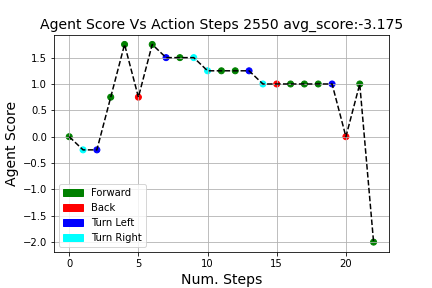 Agent Score Vs Action Steps 2550 avg_score:-3.175
Agent Score
1.5
1.0
0.5
0.0
−0.5
−1.0
−1.5
−2.0
Forward
Back
Turn Left
Turn Right
0
5
10
15
20
Num. Steps